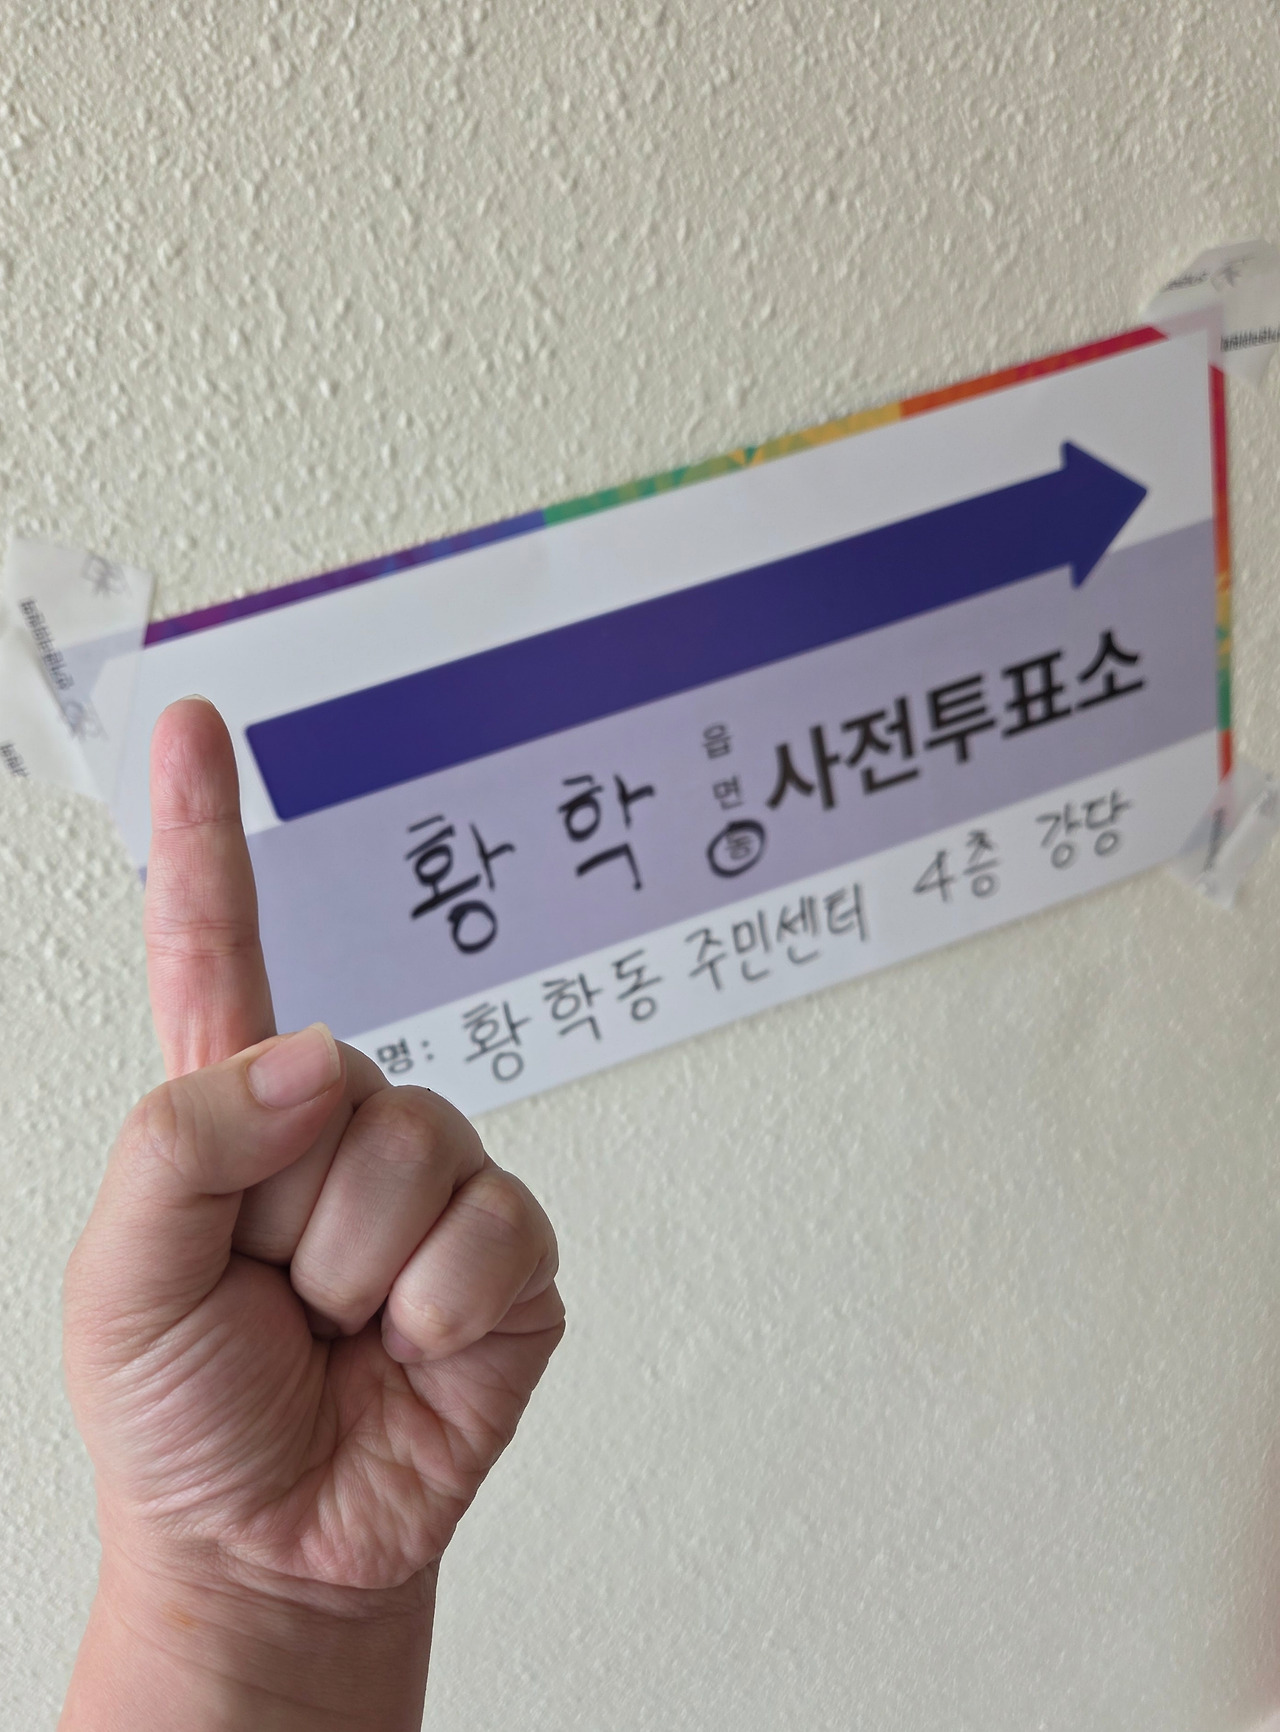 황학 읍
면
동 사전투표소
명: 황학동 주민센터 4층 강당